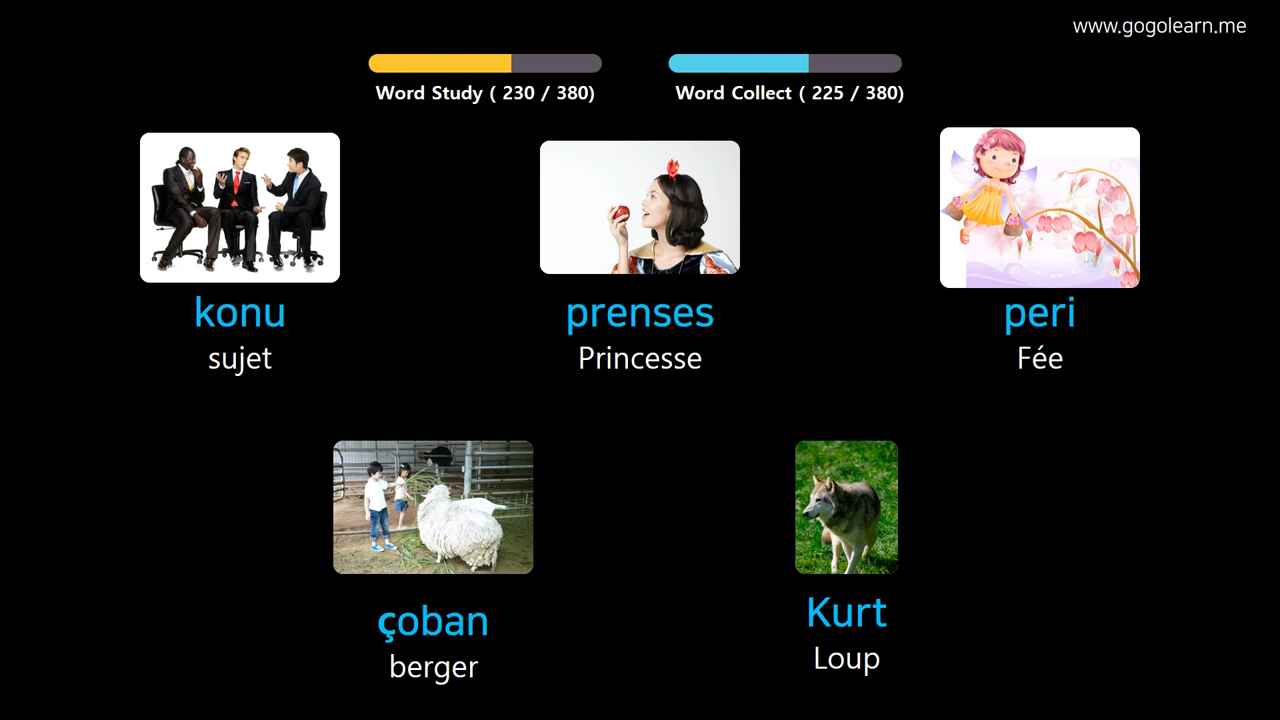 www.gogolearn.me
Word Study ( 230 / 380)
Word Collect ( 225 / 380)
konu
sujet
prenses
Princesse
peri
Fée
çoban
berger
Kurt
Loup